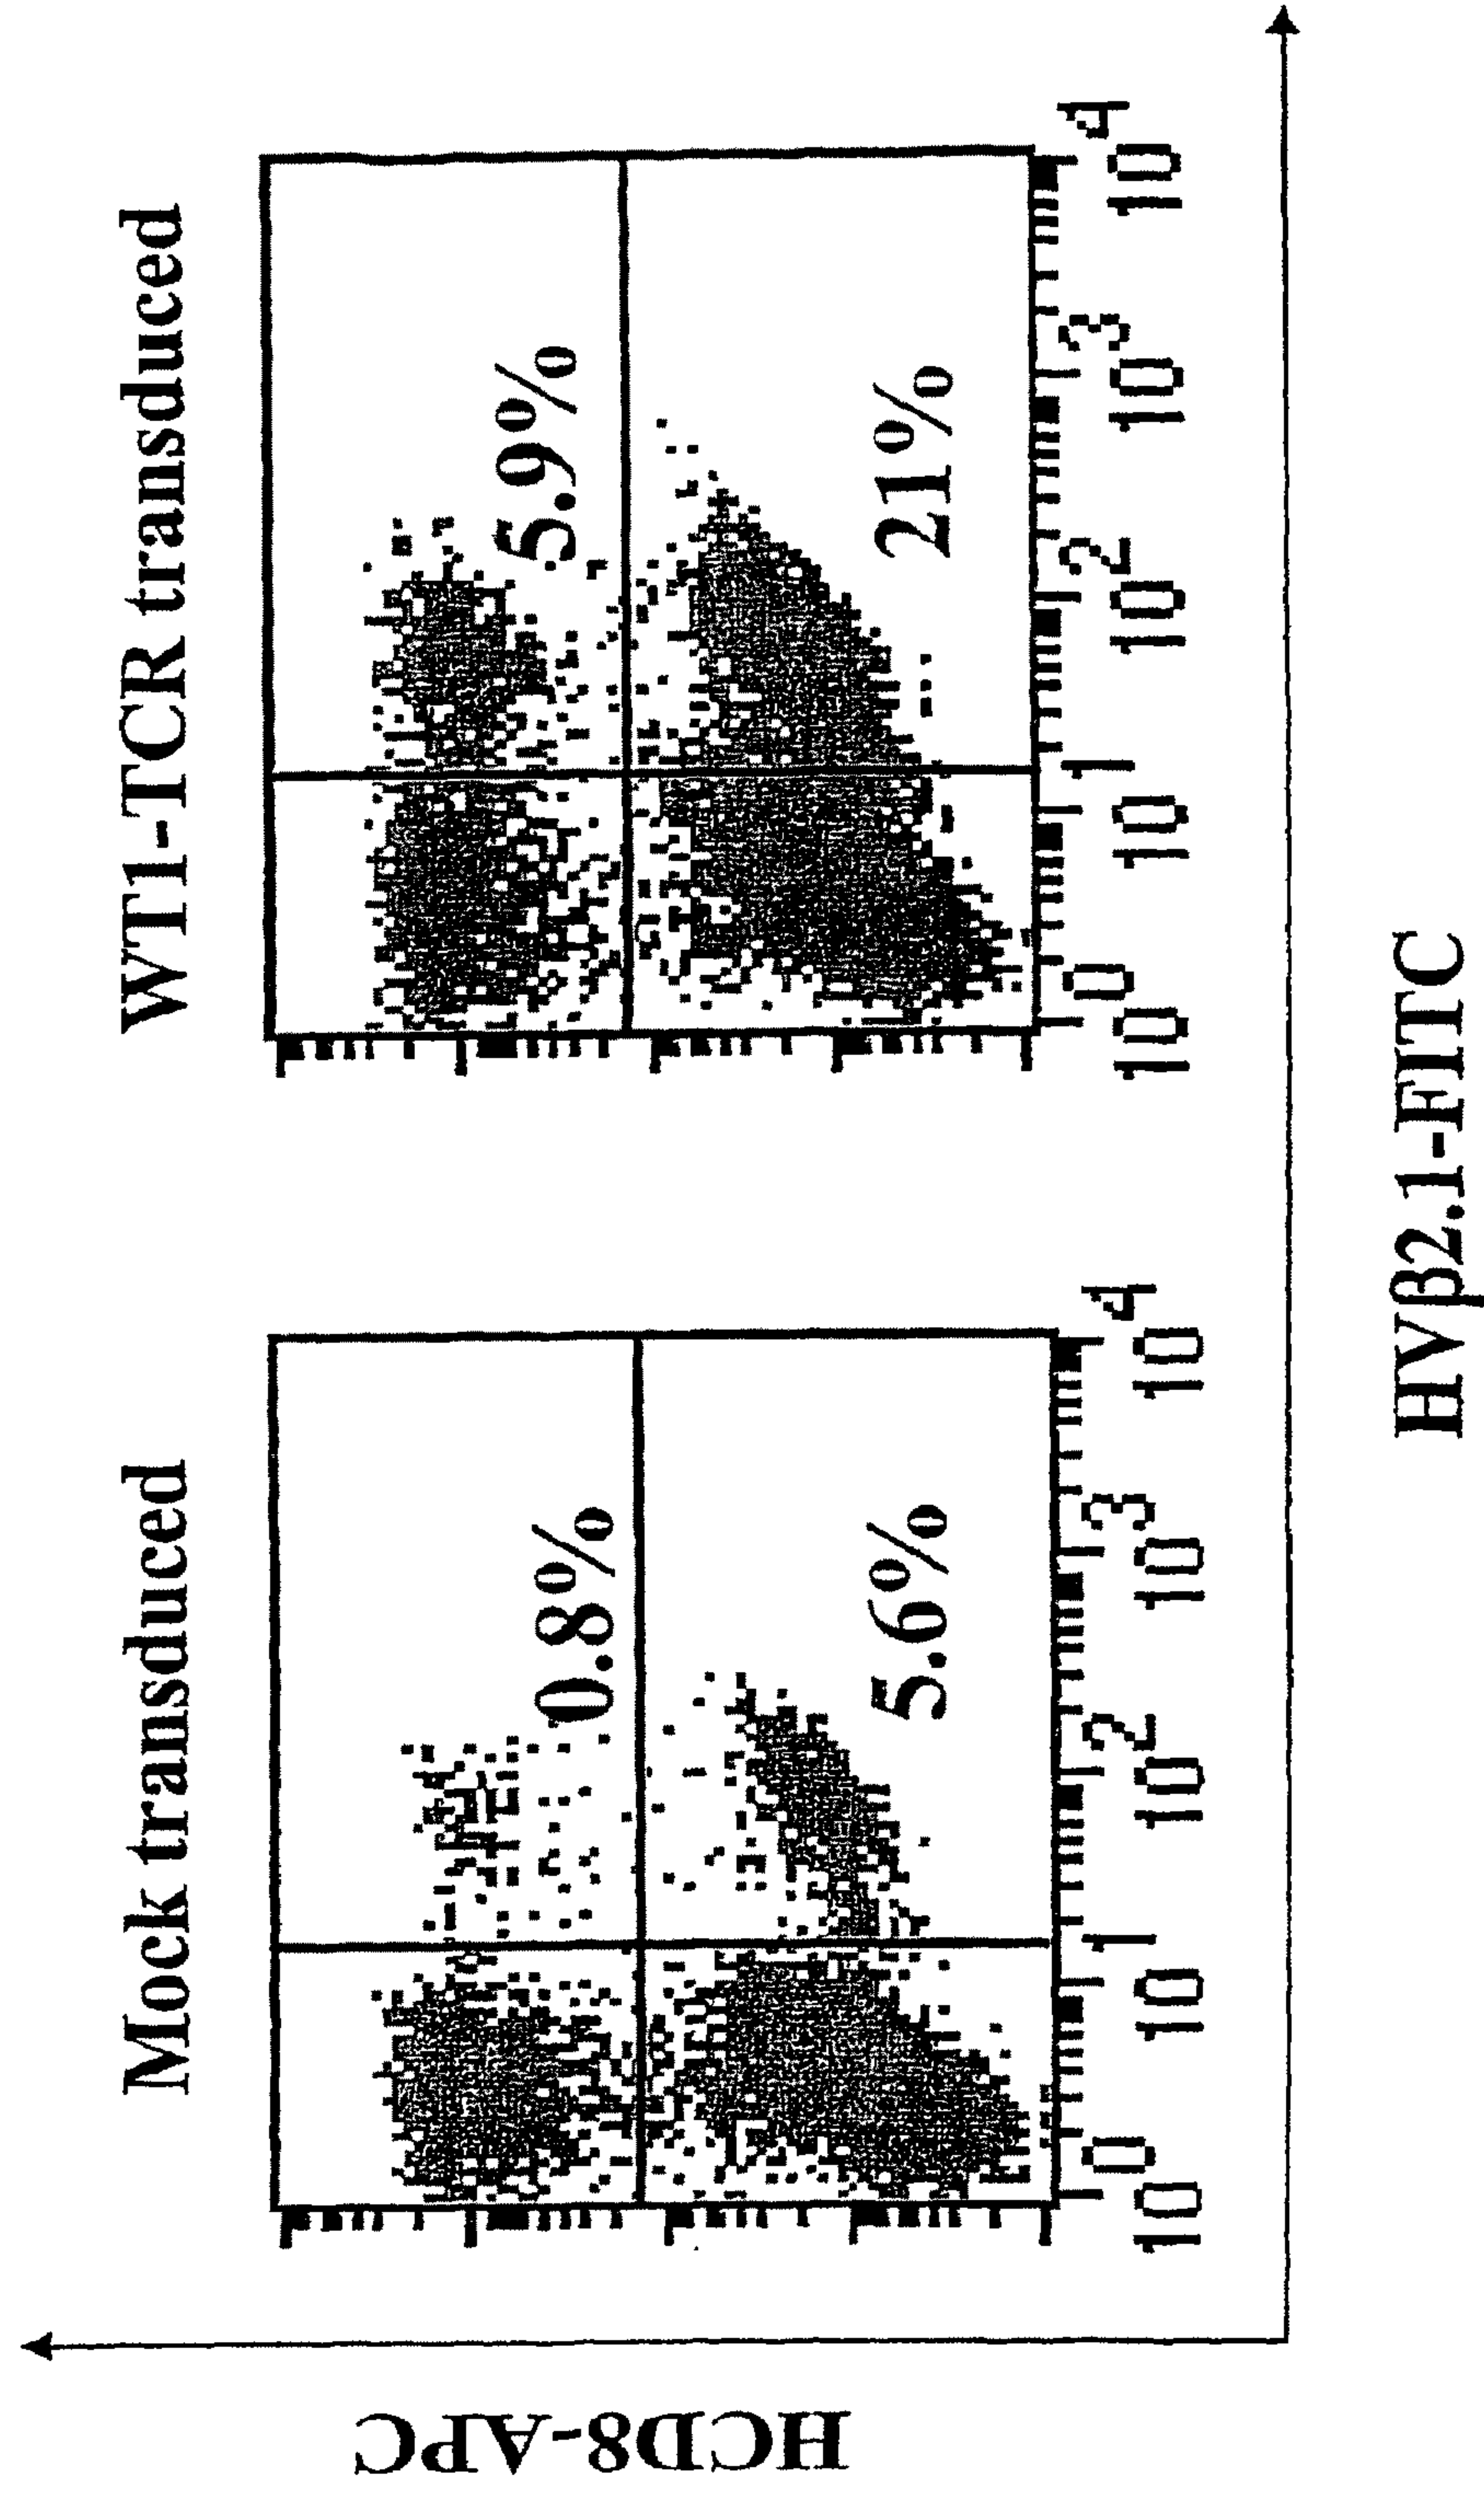 Mock transduced
WT1-TCR transduced
0.8%
5.6%
5.9%
21%
10^0 10^1 10^2 10^3 10^4
10^0 10^1 10^2 10^3 10^4
HCD8-APC
HVβ2.1-FITC